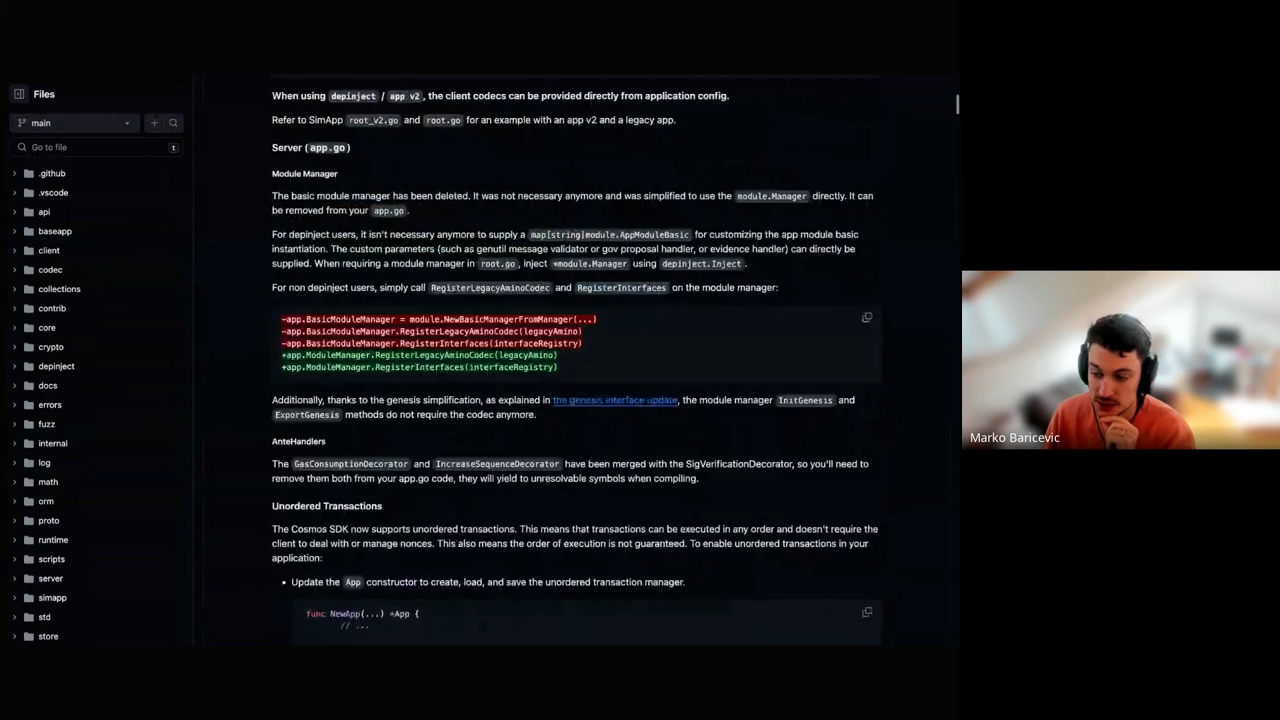 Files
main
Go to file
t
.github
.vscode
api
baseapp
client
codec
collections
contrib
core
crypto
depinject
docs
errors
fuzz
internal
log
math
orm
proto
runtime
scripts
server
simapp
std
store
When using depinject / app v2, the client codecs can be provided directly from application config.
Refer to SimApp root_v2.go and root.go for an example with an app v2 and a legacy app.
Server (app.go)
Module Manager
The basic module manager has been deleted. It was not necessary anymore and was simplified to use the module.Manager directly. It can
be removed from your app.go.
For depinject users, it isn't necessary anymore to supply a map[string]module.AppModuleBasic for customizing the app module basic
instantiation. The custom parameters (such as genutil message validator or gov proposal handler, or evidence handler) can directly be
supplied. When requiring a module manager in root.go, inject *module.Manager using depinject.Inject.
For non depinject users, simply call RegisterLegacyAminoCodec and RegisterInterfaces on the module manager:
-app.BasicModuleManager = module.NewBasicManagerFromManager(...)
-app.BasicModuleManager.RegisterLegacyAminoCodec(legacyAmino)
-app.BasicModuleManager.RegisterInterfaces(interfaceRegistry)
+app.ModuleManager.RegisterLegacyAminoCodec(legacyAmino)
+app.ModuleManager.RegisterInterfaces(interfaceRegistry)
Additionally, thanks to the genesis simplification, as explained in the genesis interface update, the module manager InitGenesis and
ExportGenesis methods do not require the codec anymore.
AnteHandlers
The GasConsumptionDecorator and IncreaseSequenceDecorator have been merged with the SigVerificationDecorator, so you'll need to
remove them both from your app.go code, they will yield to unresolvable symbols when compiling.
Unordered Transactions
The Cosmos SDK now supports unordered transactions. This means that transactions can be executed in any order and doesn't require the
client to deal with or manage nonces. This also means the order of execution is not guaranteed. To enable unordered transactions in your
application:
• Update the App constructor to create, load, and save the unordered transaction manager.
func NewApp(...) *App {
// ...
Marko Baricevic